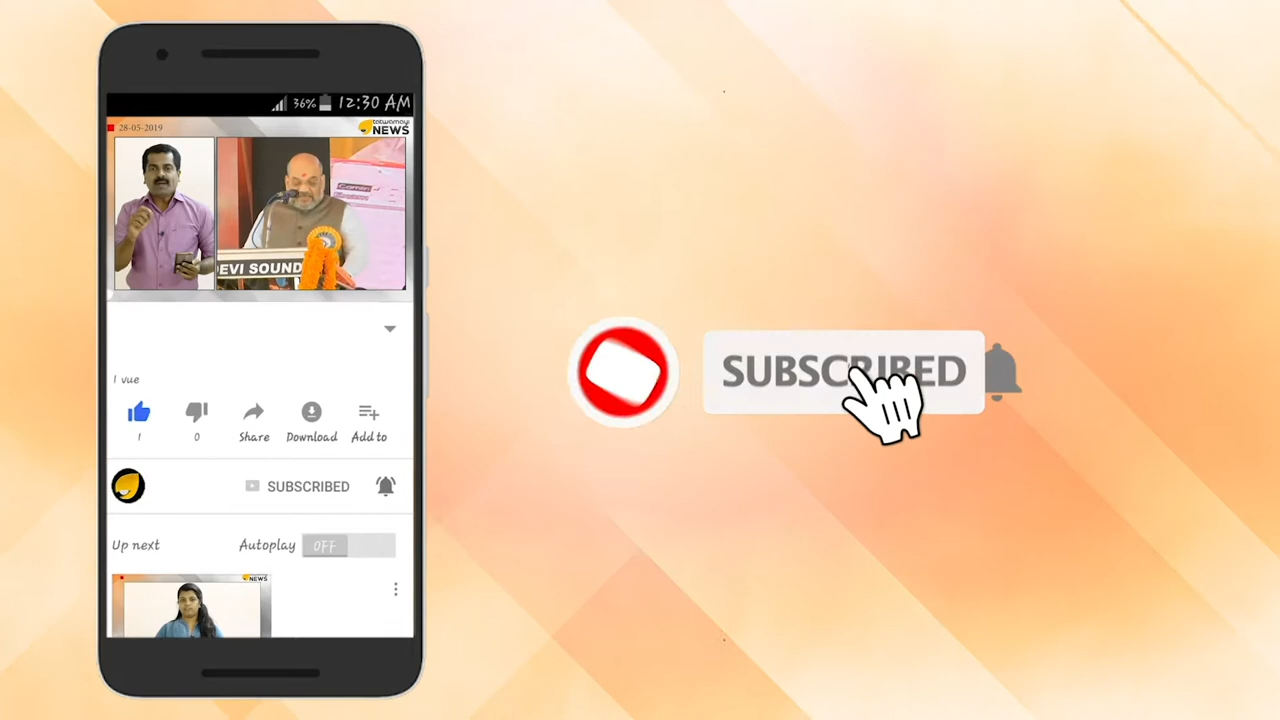 36% 12:30 AM
28-05-2019
tatwamayi
NEWS
DEVI SOUND
1 vue
1
0
Share
Download
Add to
SUBSCRIBED
Up next
Autoplay
OFF
NEWS
SUBSCRIBED